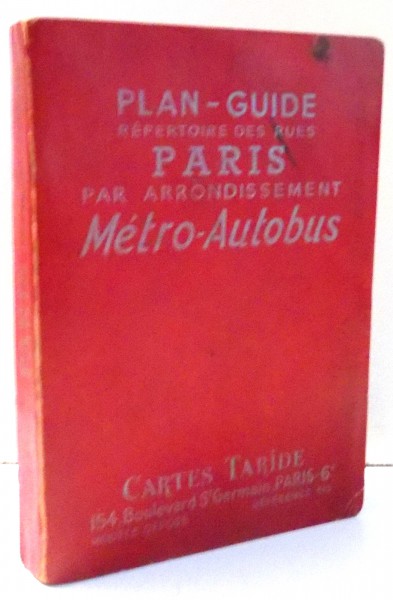 PLAN-GUIDE
RÉPERTOIRE DES RUES
PARIS
PAR ARRONDISSEMENT
Métro-Autobus
CARTES TARIDE
154, Boulevard St Germain, PARIS-6e